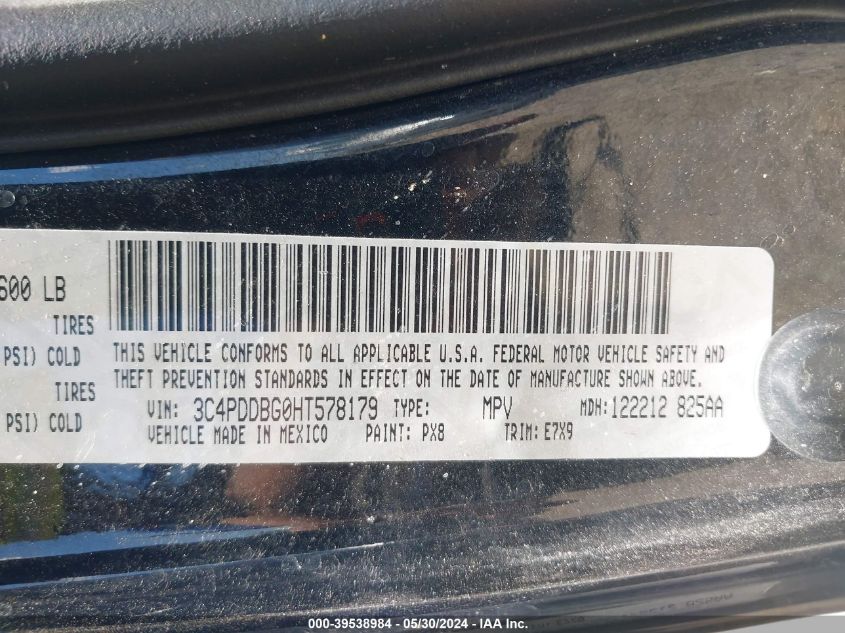 600 LB
TIRES
PSI) COLD
TIRES
PSI) COLD
THIS VEHICLE CONFORMS TO ALL APPLICABLE U.S.A. FEDERAL MOTOR VEHICLE SAFETY AND
THEFT PREVENTION STANDARDS IN EFFECT ON THE DATE OF MANUFACTURE SHOWN ABOVE.
VIN: 3C4PDDBG0HT578179 TYPE: MPV MDH: 122212 825AA
VEHICLE MADE IN MEXICO PAINT: PX8 TRIM: E7X9
000-39538984 - 05/30/2024 - IAAI.com